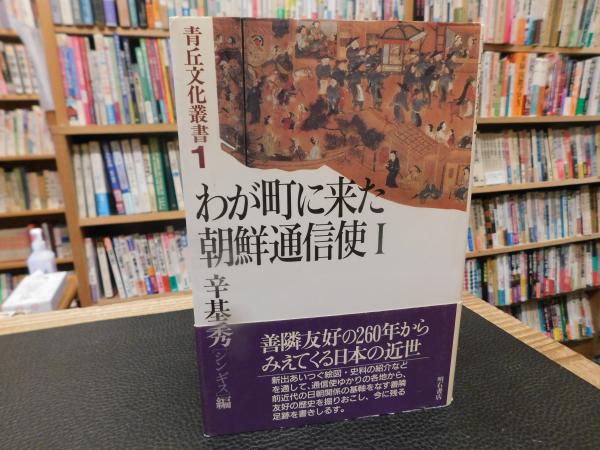 青丘文化叢書1
わが町に来た
朝鮮通信使Ⅰ
辛基秀〈シンギス〉編
善隣友好の260年から
みえてくる日本の近世
新出あいつぐ絵図・史料の紹介など
を通して、通信使ゆかりの各地から、
前近代の日朝関係の基軸をなす善隣
友好の歴史を掘りおこし、今に残る
足跡を書きしるす。
明石書店